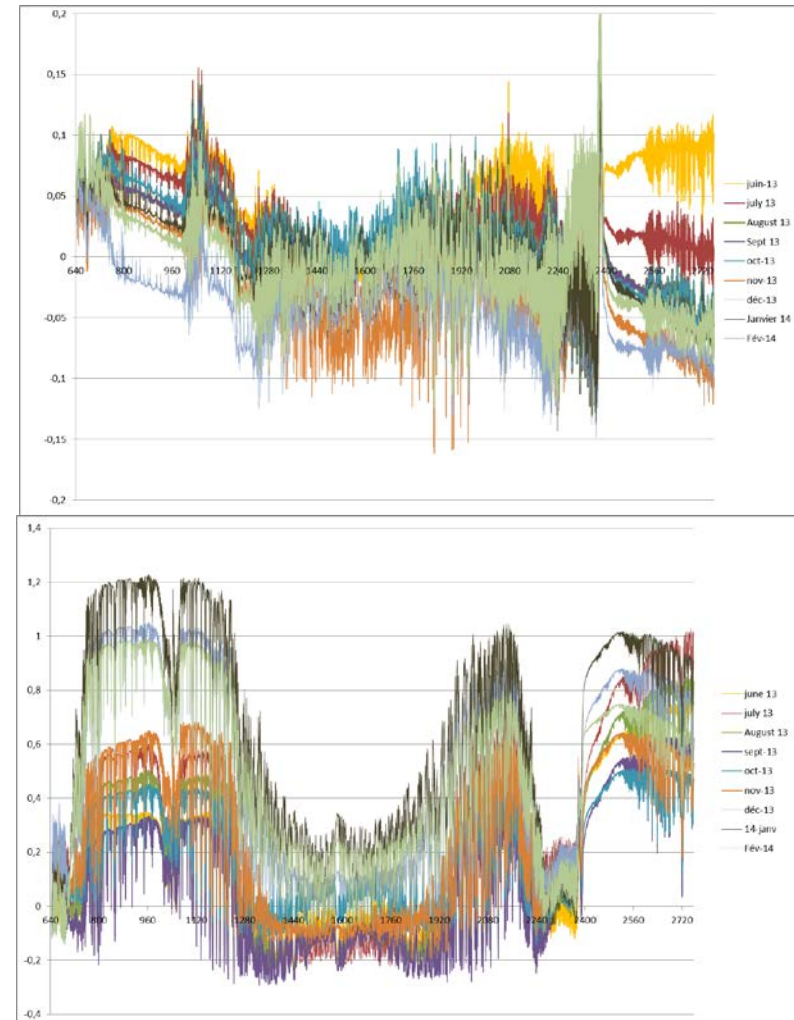 0,2
0,15
0,1
0,05
0
640 800 960 1120 1280 1440 1600 1760 1920 2080 2240 2400 2560 2720
-0,05
-0,1
-0,15
-0,2
juin-13
july 13
August 13
Sept 13
oct-13
nov-13
déc-13
Janvier 14
Fév-14
1,4
1,2
1
0,8
0,6
0,4
0,2
0
640 800 960 1120 1280 1440 1600 1760 1920 2080 2240 2400 2560 2720
-0,2
-0,4
june 13
july 13
August 13
sept-13
oct-13
nov-13
déc-13
14-janv
Fév-14